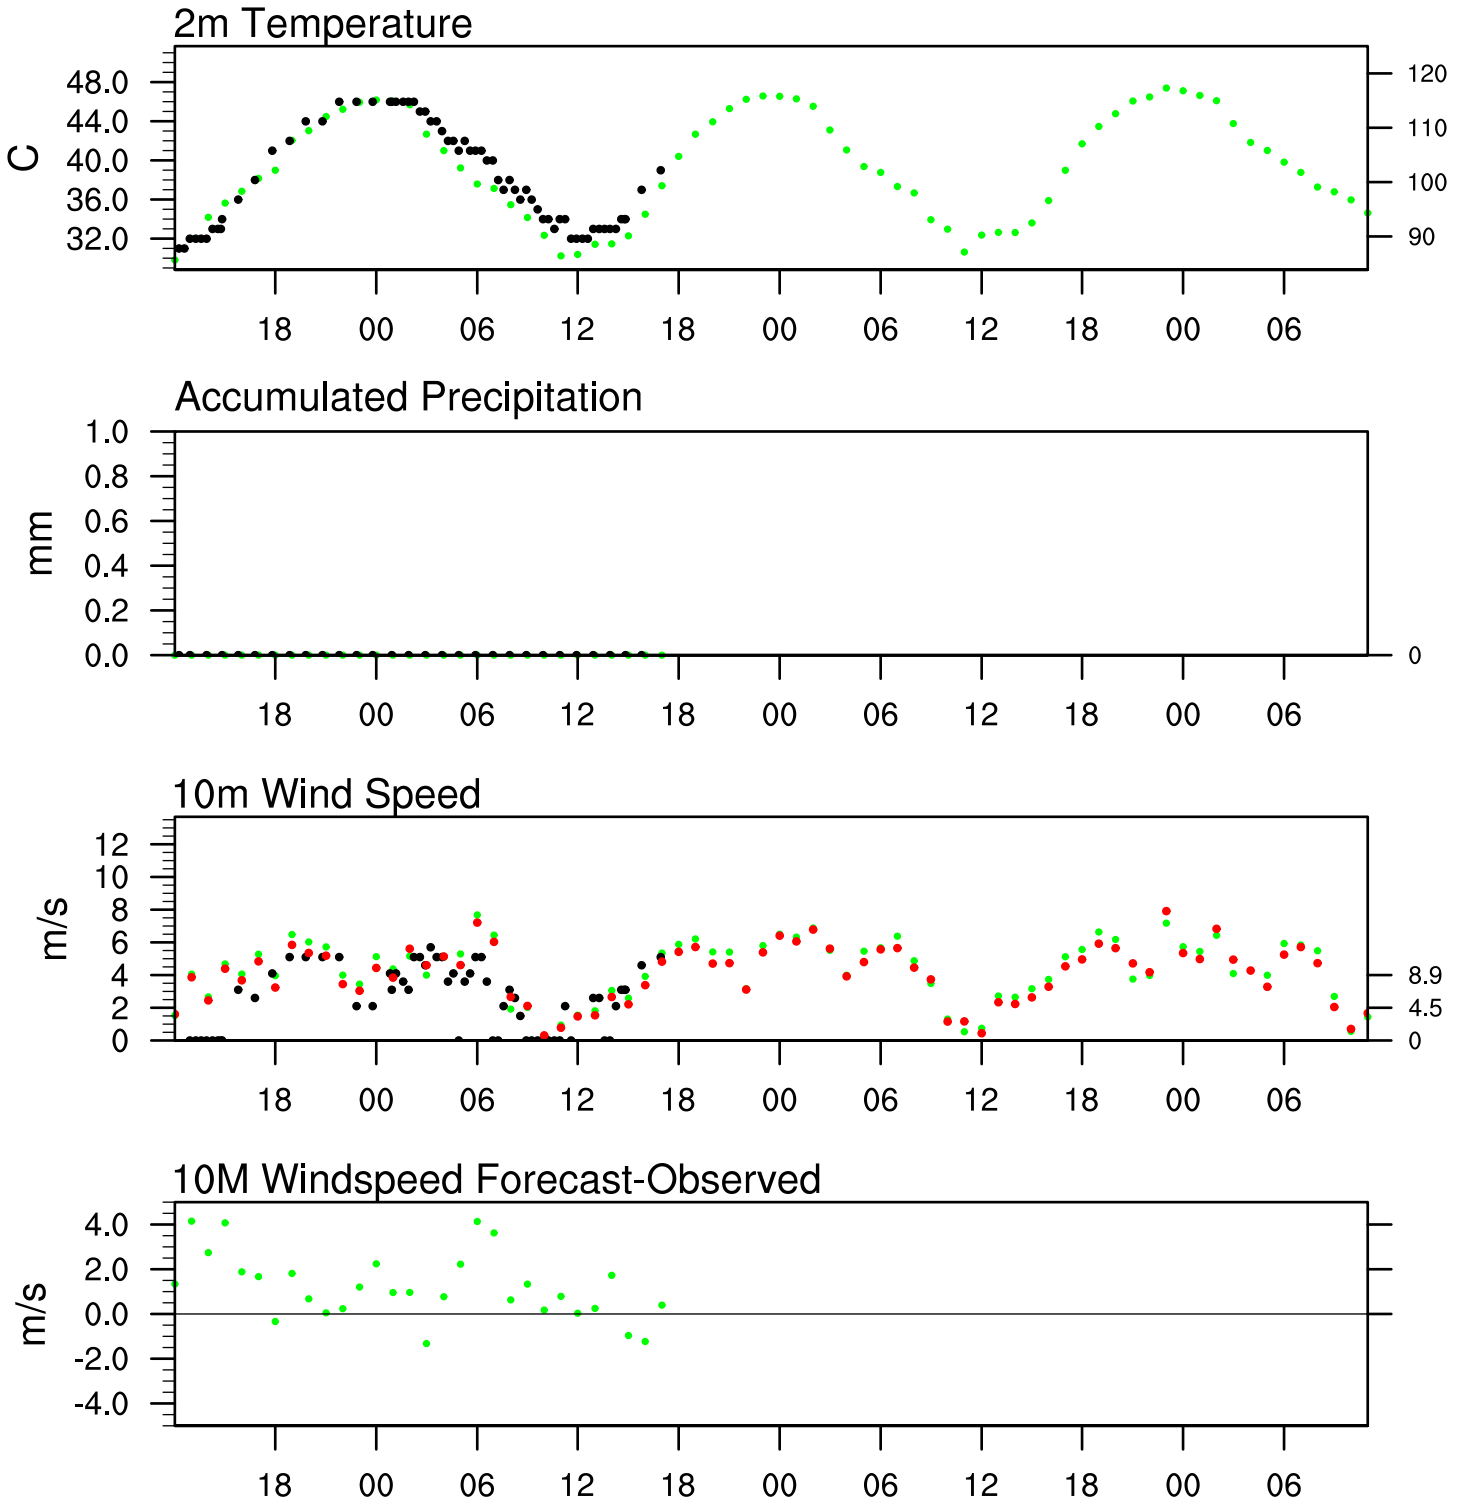 2m Temperature
48.0
44.0
40.0
36.0
32.0
C
120
110
100
90
18 00 06 12 18 00 06 12 18 00 06
Accumulated Precipitation
1.0
0.8
0.6
0.4
0.2
0.0
mm
0
18 00 06 12 18 00 06 12 18 00 06
10m Wind Speed
12
10
8
6
4
2
0
m/s
8.9
4.5
0
18 00 06 12 18 00 06 12 18 00 06
10M Windspeed Forecast-Observed
4.0
2.0
0.0
-2.0
-4.0
m/s
18 00 06 12 18 00 06 12 18 00 06